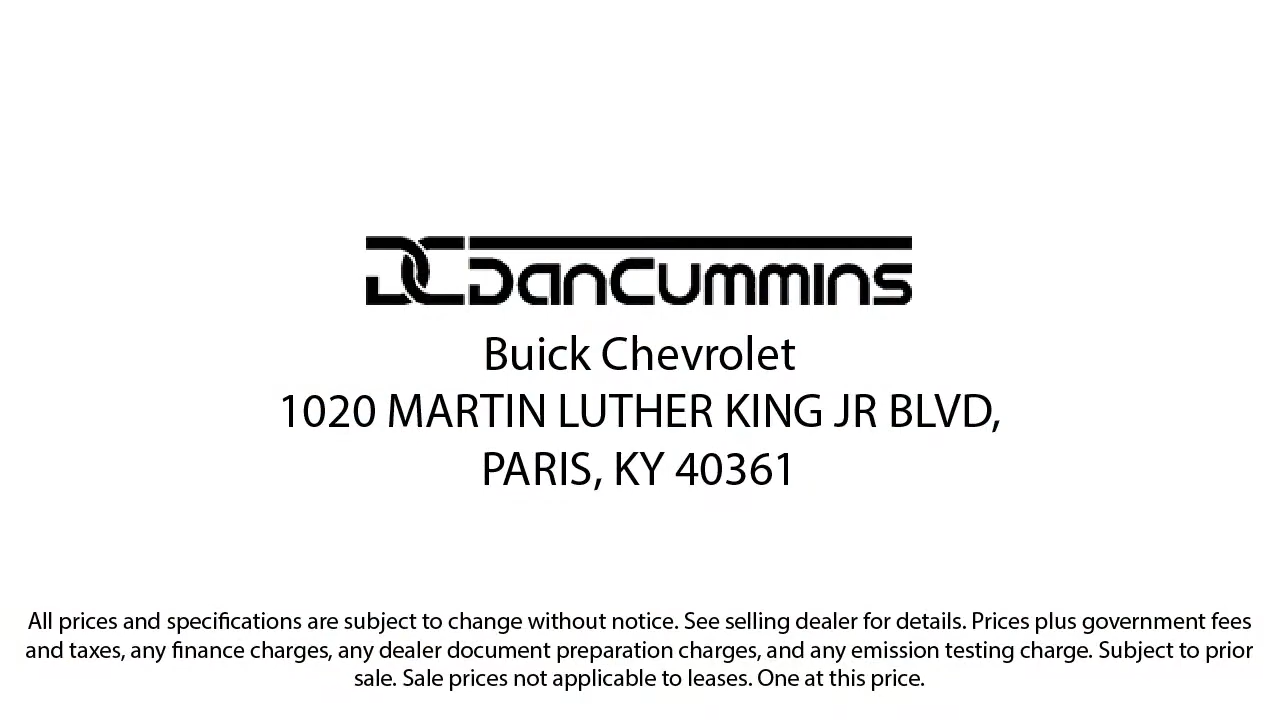 DC DanCummins
Buick Chevrolet
1020 MARTIN LUTHER KING JR BLVD,
PARIS, KY 40361
All prices and specifications are subject to change without notice. See selling dealer for details. Prices plus government fees
and taxes, any finance charges, any dealer document preparation charges, and any emission testing charge. Subject to prior
sale. Sale prices not applicable to leases. One at this price.